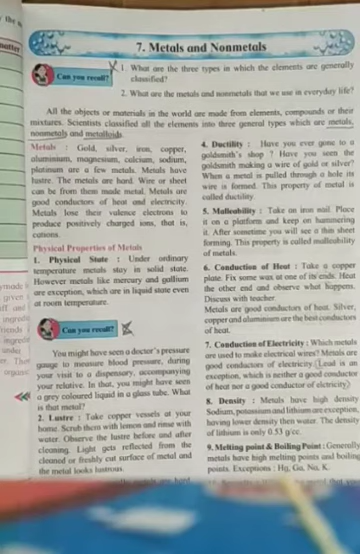 7. Metals and Nonmetals
Can you recall?
1. What are the three types in which the elements are generally
classified?
2. What are the metals and nonmetals that we use in everyday life?
All the objects or materials in the world are made from elements, compounds or their
mixtures. Scientists classified all the elements into three general types which are metals,
nonmetals and metalloids.
Metals : Gold, silver, iron, copper,
aluminium, magnesium, calcium, sodium,
platinum are a few metals. Metals have
lustre. The metals are hard. Wire or sheet
can be from them made metal. Metals are
good conductors of heat and electricity.
Metals lose their valence electrons to
produce positively charged ions, that is,
cations.
Physical Properties of Metals
1. Physical State : Under ordinary
temperature metals stay in solid state.
However metals like mercury and gallium
are exception, which are in liquid state even
at room temperature.
Can you recall?
You might have seen a doctor's pressure
gauge to measure blood pressure, during
your visit to a dispensary, accompanying
your relative. In that, you might have seen
a grey coloured liquid in a glass tube. What
is that metal?
2. Lustre : Take copper vessels at your
home. Scrub them with lemon and rinse with
water. Observe the lustre before and after
cleaning. Light gets reflected from the
cleaned or freshly cut surface of metal and
the metal looks lustrous.
4. Ductility : Have you ever gone to a
goldsmith's shop ? Have you seen the
goldsmith making a wire of gold or silver?
When a metal is pulled through a hole its
wire is formed. This property of metal is
called ductility.
5. Malleability : Take an iron nail. Place
it on a platform and keep on hammering
it. After sometime you will see a thin sheet
forming. This property is called malleability
of metals.
6. Conduction of Heat : Take a copper
plate. Fix some wax at one of its ends. Heat
the other end and observe what happens.
Discuss with teacher.
Metals are good conductors of heat. Silver,
copper and aluminium are the best conductors
of heat.
7. Conduction of Electricity : Which metals
are used to make electrical wires? Metals are
good conductors of electricity. (Lead is an
exception, which is neither a good conductor
of heat nor a good conductor of elctricity)
8. Density : Metals have high density
Sodium, potassium and lithium are exception,
having lower density then water. The density
of lithium is only 0.53 g/cc.
9. Melting point & Boiling Point : Generally
metals have high melting points and boiling
points. Exceptions : Hg, Ga, Na, K.